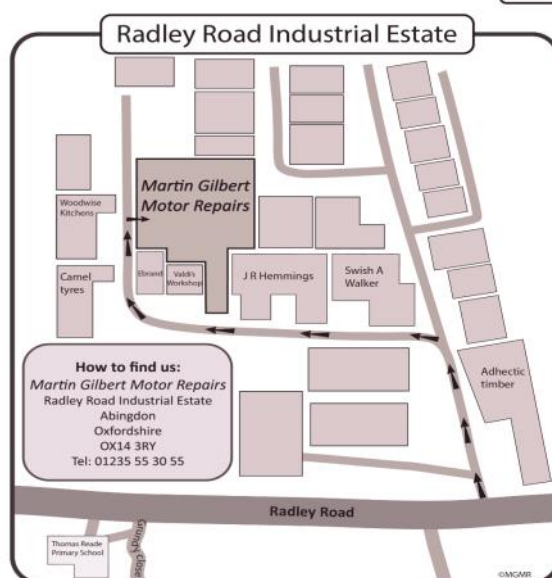 Radley Road Industrial Estate
Martin Gilbert
Motor Repairs
Woodwise
Kitchens
Camel
tyres
Ebrand
Valdi's
Workshop
J R Hemmings
Swish A
Walker
Adhectic
timber
How to find us:
Martin Gilbert Motor Repairs
Radley Road Industrial Estate
Abingdon
Oxfordshire
OX14 3RY
Tel: 01235 55 30 55
Radley Road
Thomas Reade
Primary School
Grundy Close
©MGMR